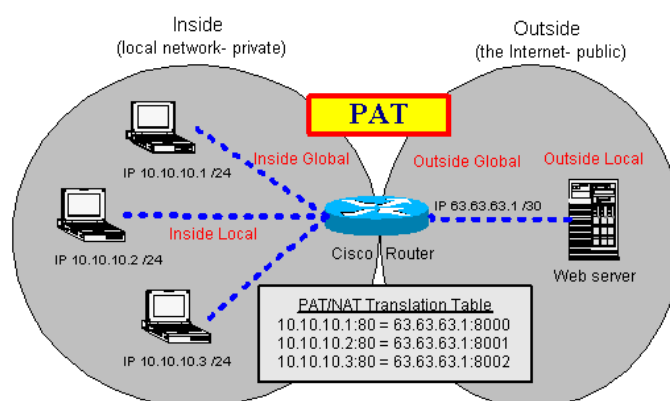 Inside
(local network- private)
Outside
(the Internet- public)
PAT
IP 10.10.10.1 /24
Inside Global
Outside Global
Outside Local
IP 63.63.63.1 /30
Inside Local
IP 10.10.10.2 /24
Cisco Router
Web server
IP 10.10.10.3 /24
PAT/NAT Translation Table
10.10.10.1:80 = 63.63.63.1:8000
10.10.10.2:80 = 63.63.63.1:8001
10.10.10.3:80 = 63.63.63.1:8002